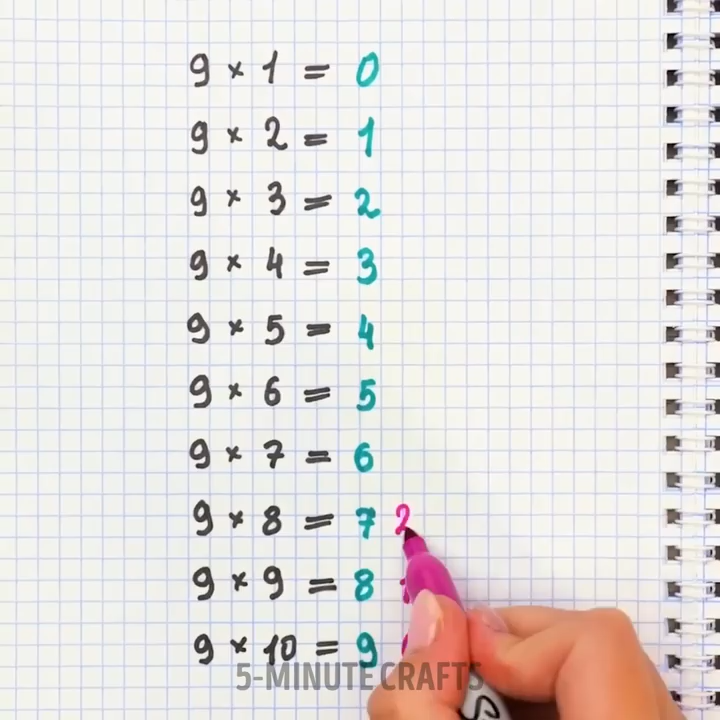 9 × 1 = 0
9 × 2 = 1
9 × 3 = 2
9 × 4 = 3
9 × 5 = 4
9 × 6 = 5
9 × 7 = 6
9 × 8 = 7 2
9 × 9 = 8
9 × 10 = 9
5-MINUTE CRAFTS